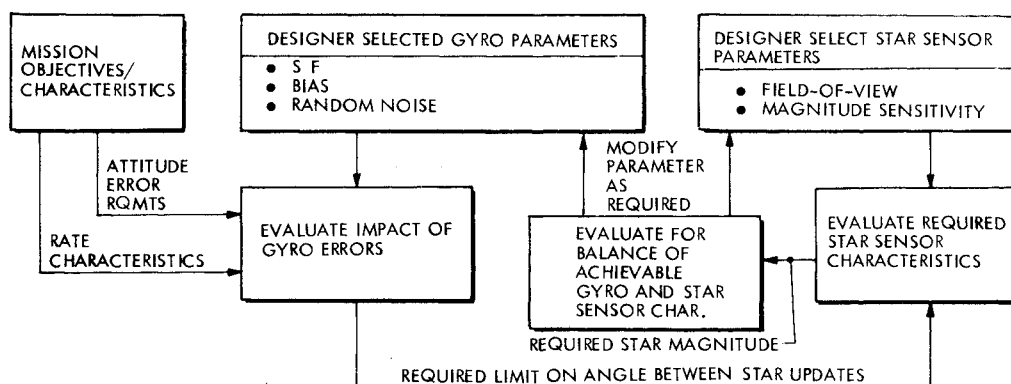 MISSION
OBJECTIVES/
CHARACTERISTICS
DESIGNER SELECTED GYRO PARAMETERS
● S F
● BIAS
● RANDOM NOISE
DESIGNER SELECT STAR SENSOR
PARAMETERS
● FIELD-OF-VIEW
● MAGNITUDE SENSITIVITY
ATTITUDE
ERROR
RQMTS
RATE
CHARACTERISTICS
EVALUATE IMPACT OF
GYRO ERRORS
MODIFY
PARAMETER
AS
REQUIRED
EVALUATE FOR
BALANCE OF
ACHIEVABLE
GYRO AND STAR
SENSOR CHAR.
EVALUATE REQUIRED
STAR SENSOR
CHARACTERISTICS
REQUIRED STAR MAGNITUDE
REQUIRED LIMIT ON ANGLE BETWEEN STAR UPDATES